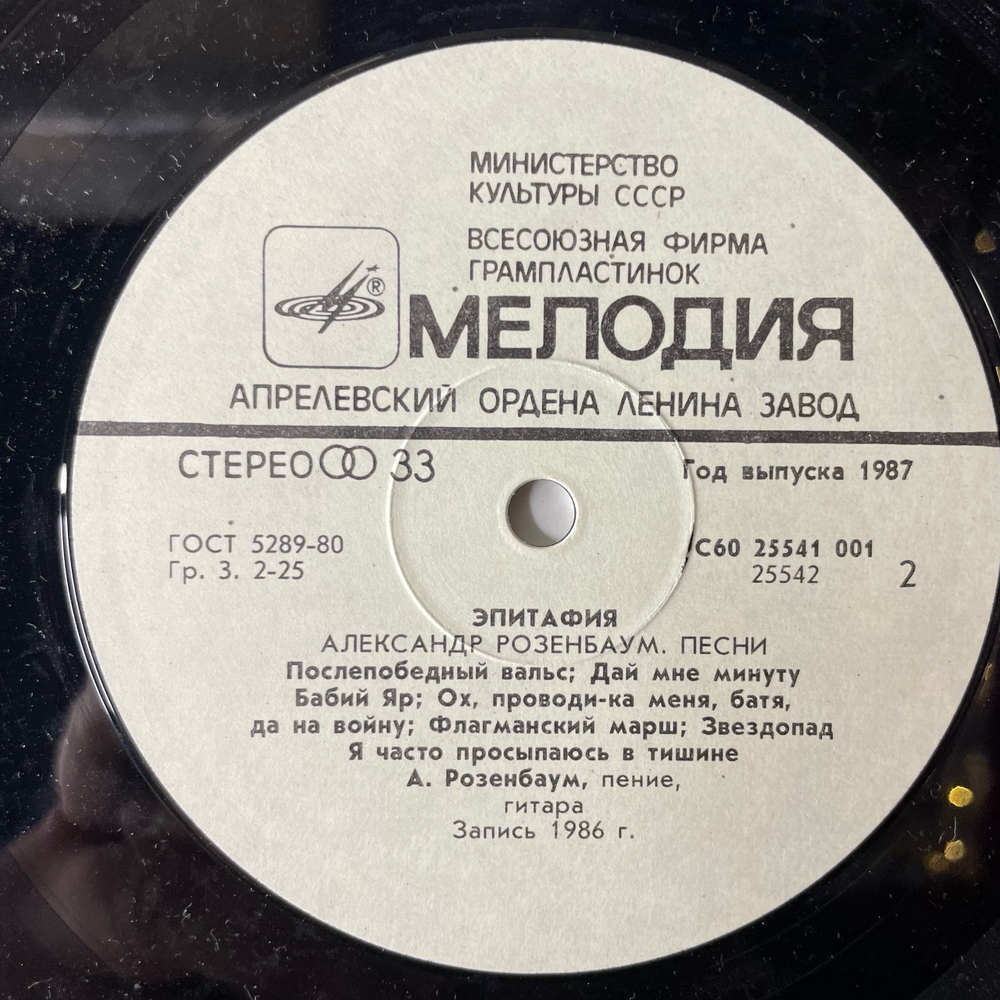 МИНИСТЕРСТВО
КУЛЬТУРЫ СССР
ВСЕСОЮЗНАЯ ФИРМА
ГРАМПЛАСТИНОК
®
МЕЛОДИЯ
АПРЕЛЕВСКИЙ ОРДЕНА ЛЕНИНА ЗАВОД
СТЕРЕО 33
Год выпуска 1987
ГОСТ 5289-80
С60 25541 001
Гр. 3. 2-25
25542 2
ЭПИТАФИЯ
АЛЕКСАНДР РОЗЕНБАУМ. ПЕСНИ
Послепобедный вальс; Дай мне минуту
Бабий Яр; Ох, проводи-ка меня, батя,
да на войну; Флагманский марш; Звездопад
Я часто просыпаюсь в тишине
А. Розенбаум, пение,
гитара
Запись 1986 г.